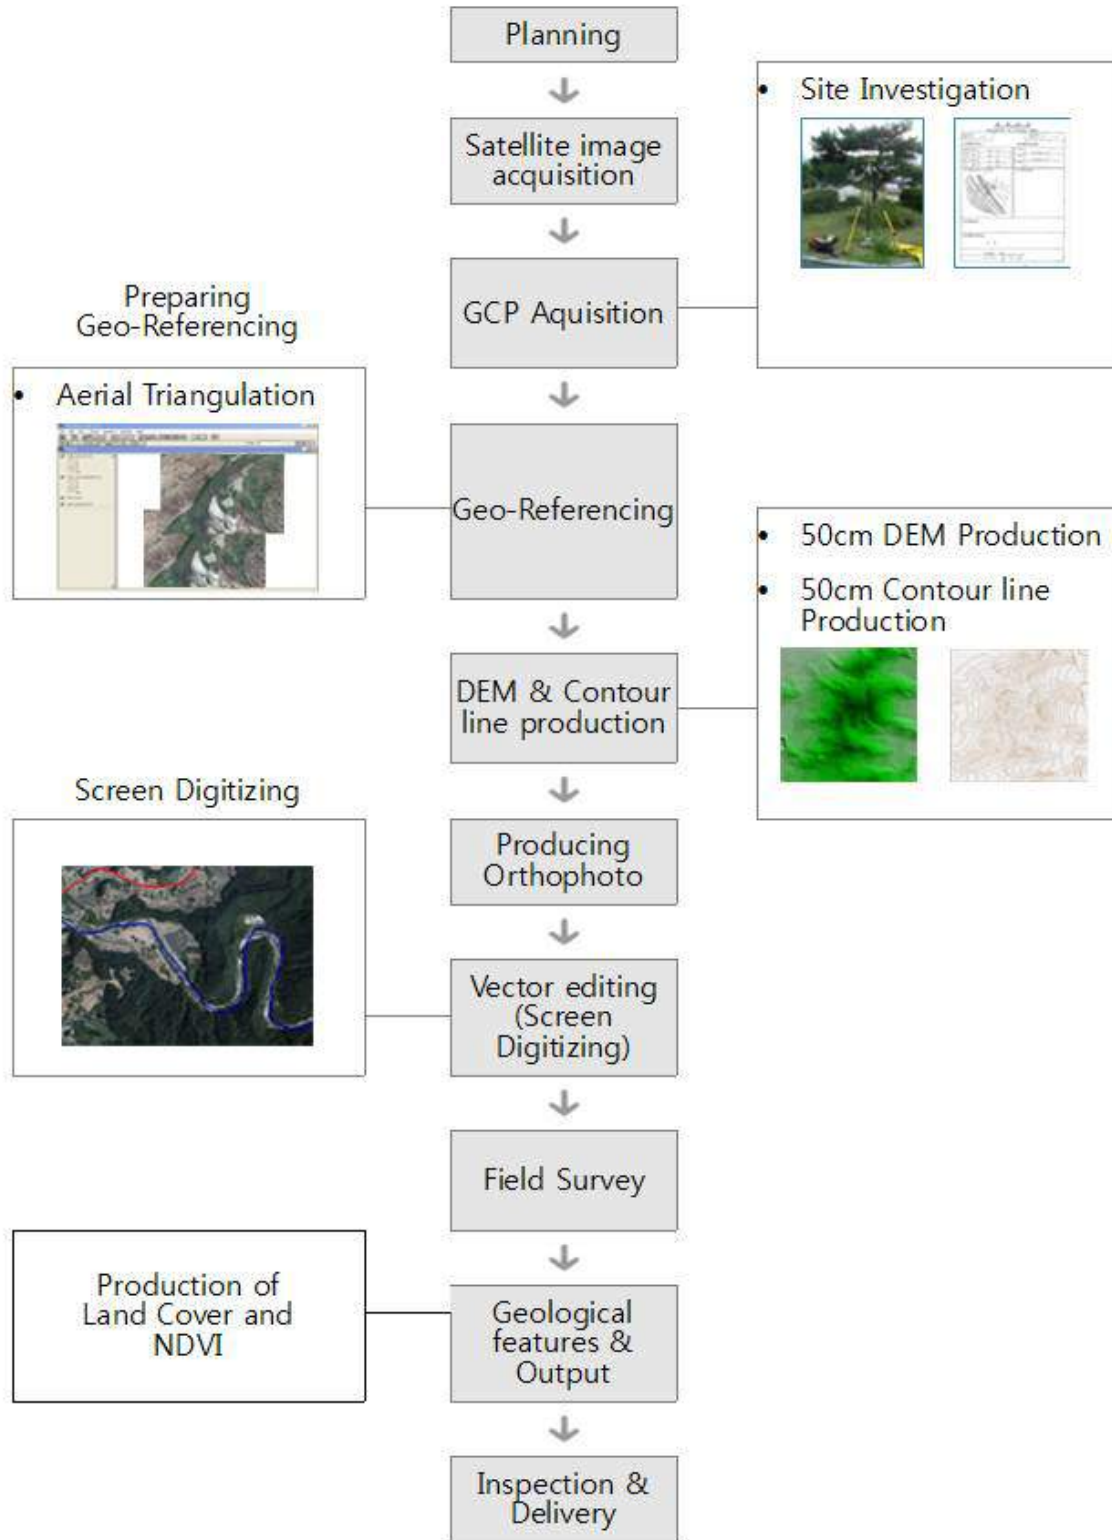 Planning
• Site Investigation
Satellite image
acquisition
GCP Aquisition
Preparing
Geo-Referencing
• Aerial Triangulation
Geo-Referencing
• 50cm DEM Production
• 50cm Contour line
Production
DEM & Contour
line production
Screen Digitizing
Producing
Orthophoto
Vector editing
(Screen
Digitizing)
Field Survey
Production of
Land Cover and
NDVI
Geological
features &
Output
Inspection &
Delivery